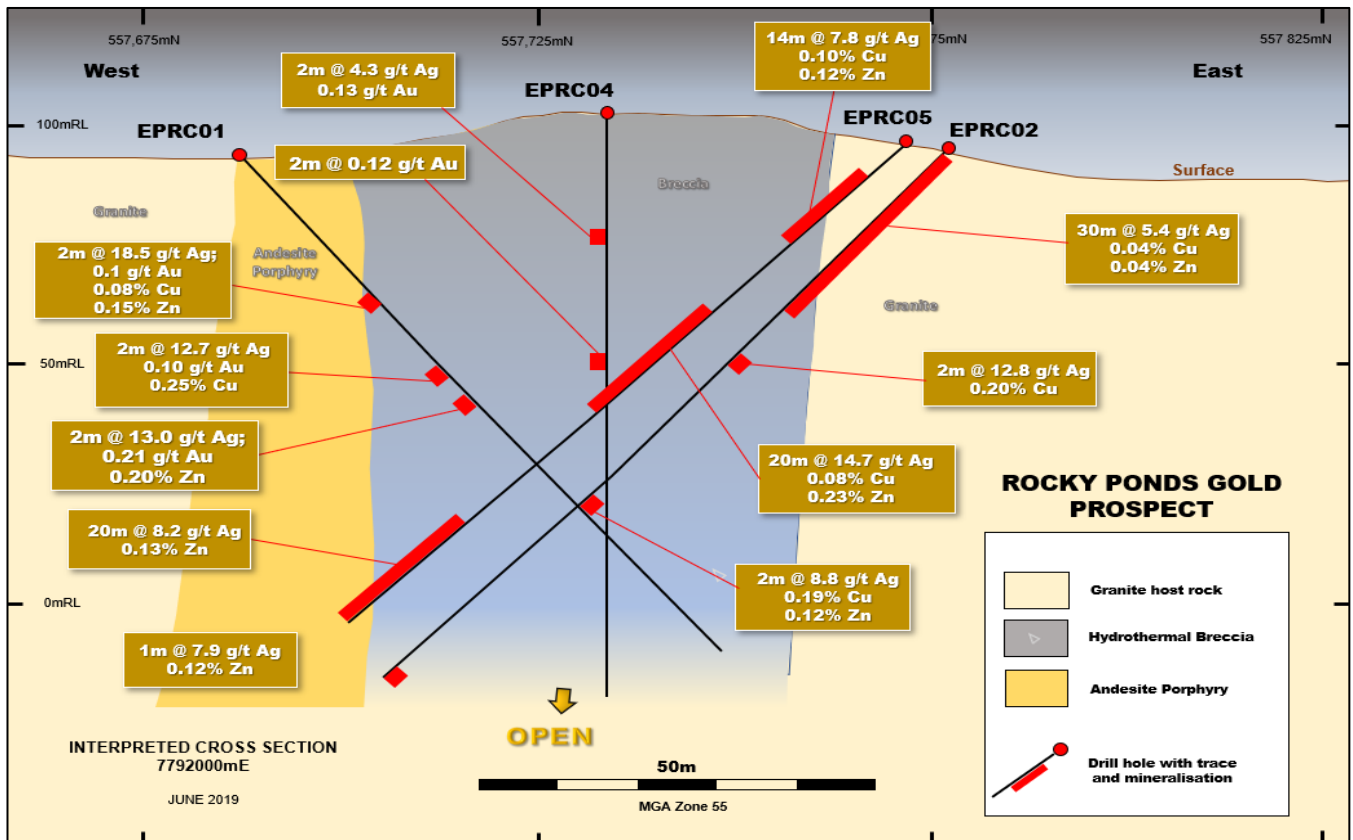 557,675mN
557,725mN
75mN
557 825mN
West
East
2m @ 4.3 g/t Ag
0.13 g/t Au
EPRC04
14m @ 7.8 g/t Ag
0.10% Cu
0.12% Zn
100mRL
EPRC01
EPRC05
EPRC02
2m @ 0.12 g/t Au
Breccia
Surface
Granite
Andesite
Porphyry
2m @ 18.5 g/t Ag;
0.1 g/t Au
0.08% Cu
0.15% Zn
30m @ 5.4 g/t Ag
0.04% Cu
0.04% Zn
Granite
50mRL
2m @ 12.7 g/t Ag
0.10 g/t Au
0.25% Cu
2m @ 12.8 g/t Ag
0.20% Cu
2m @ 13.0 g/t Ag;
0.21 g/t Au
0.20% Zn
20m @ 14.7 g/t Ag
0.08% Cu
0.23% Zn
20m @ 8.2 g/t Ag
0.13% Zn
2m @ 8.8 g/t Ag
0.19% Cu
0.12% Zn
0mRL
1m @ 7.9 g/t Ag
0.12% Zn
OPEN
INTERPRETED CROSS SECTION
7792000mE
JUNE 2019
50m
MGA Zone 55
ROCKY PONDS GOLD
PROSPECT
Granite host rock
Hydrothermal Breccia
Andesite Porphyry
Drill hole with trace
and mineralisation